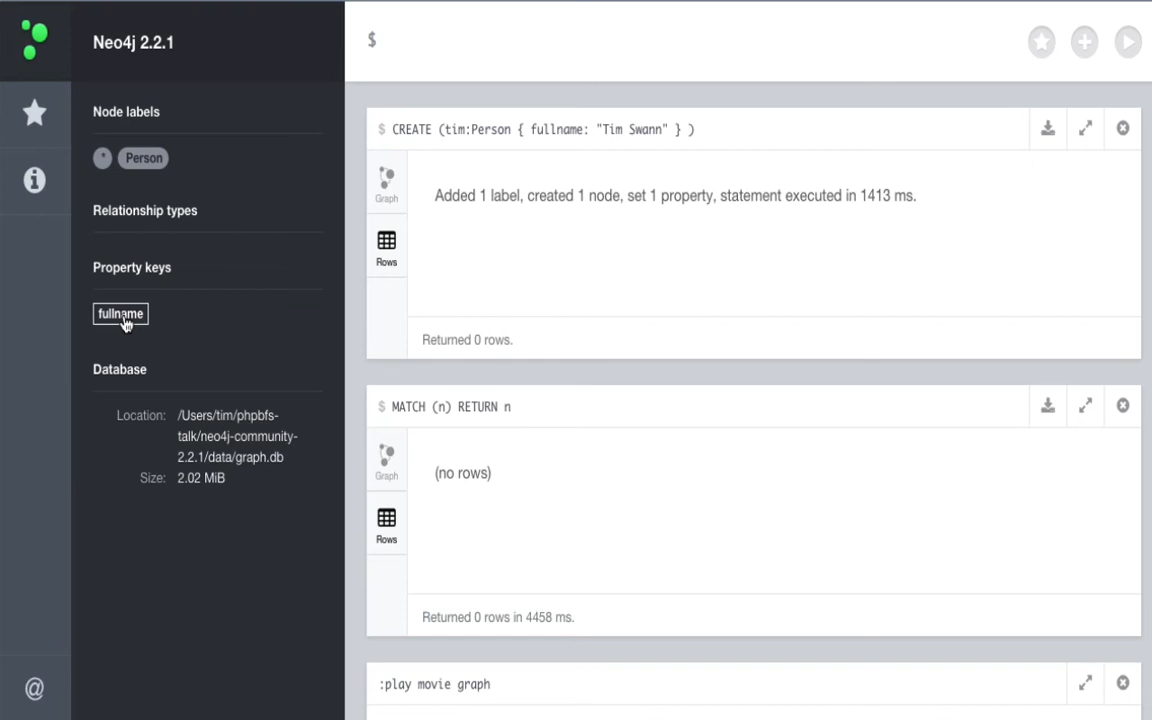 Neo4j 2.2.1
$
Node labels
* Person
Relationship types
Property keys
fullname
Database
Location: /Users/tim/phpbfs-
talk/neo4j-community-
2.2.1/data/graph.db
Size: 2.02 MiB
@
$ CREATE (tim:Person { fullname: "Tim Swann" } )
Graph
Rows
Added 1 label, created 1 node, set 1 property, statement executed in 1413 ms.
Returned 0 rows.
$ MATCH (n) RETURN n
Graph
Rows
(no rows)
Returned 0 rows in 4458 ms.
:play movie graph